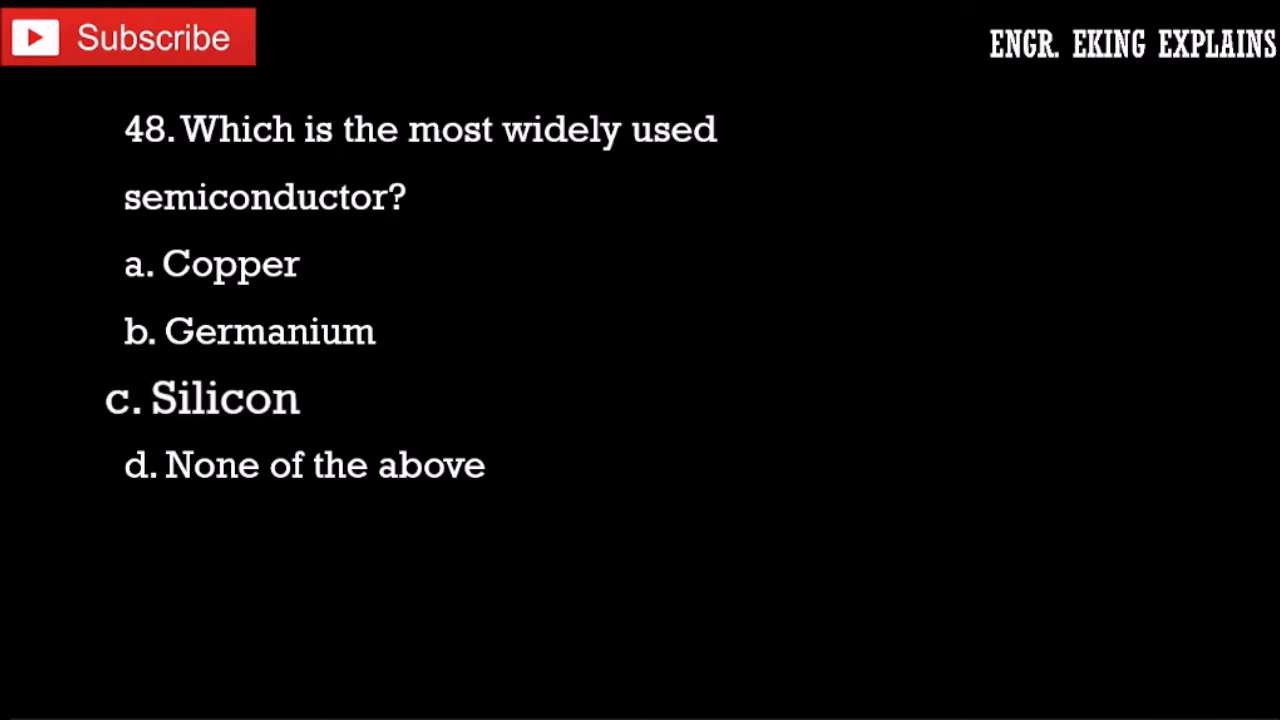 Subscribe
ENGR. EKING EXPLAINS
48. Which is the most widely used
semiconductor?
a. Copper
b. Germanium
c. Silicon
d. None of the above